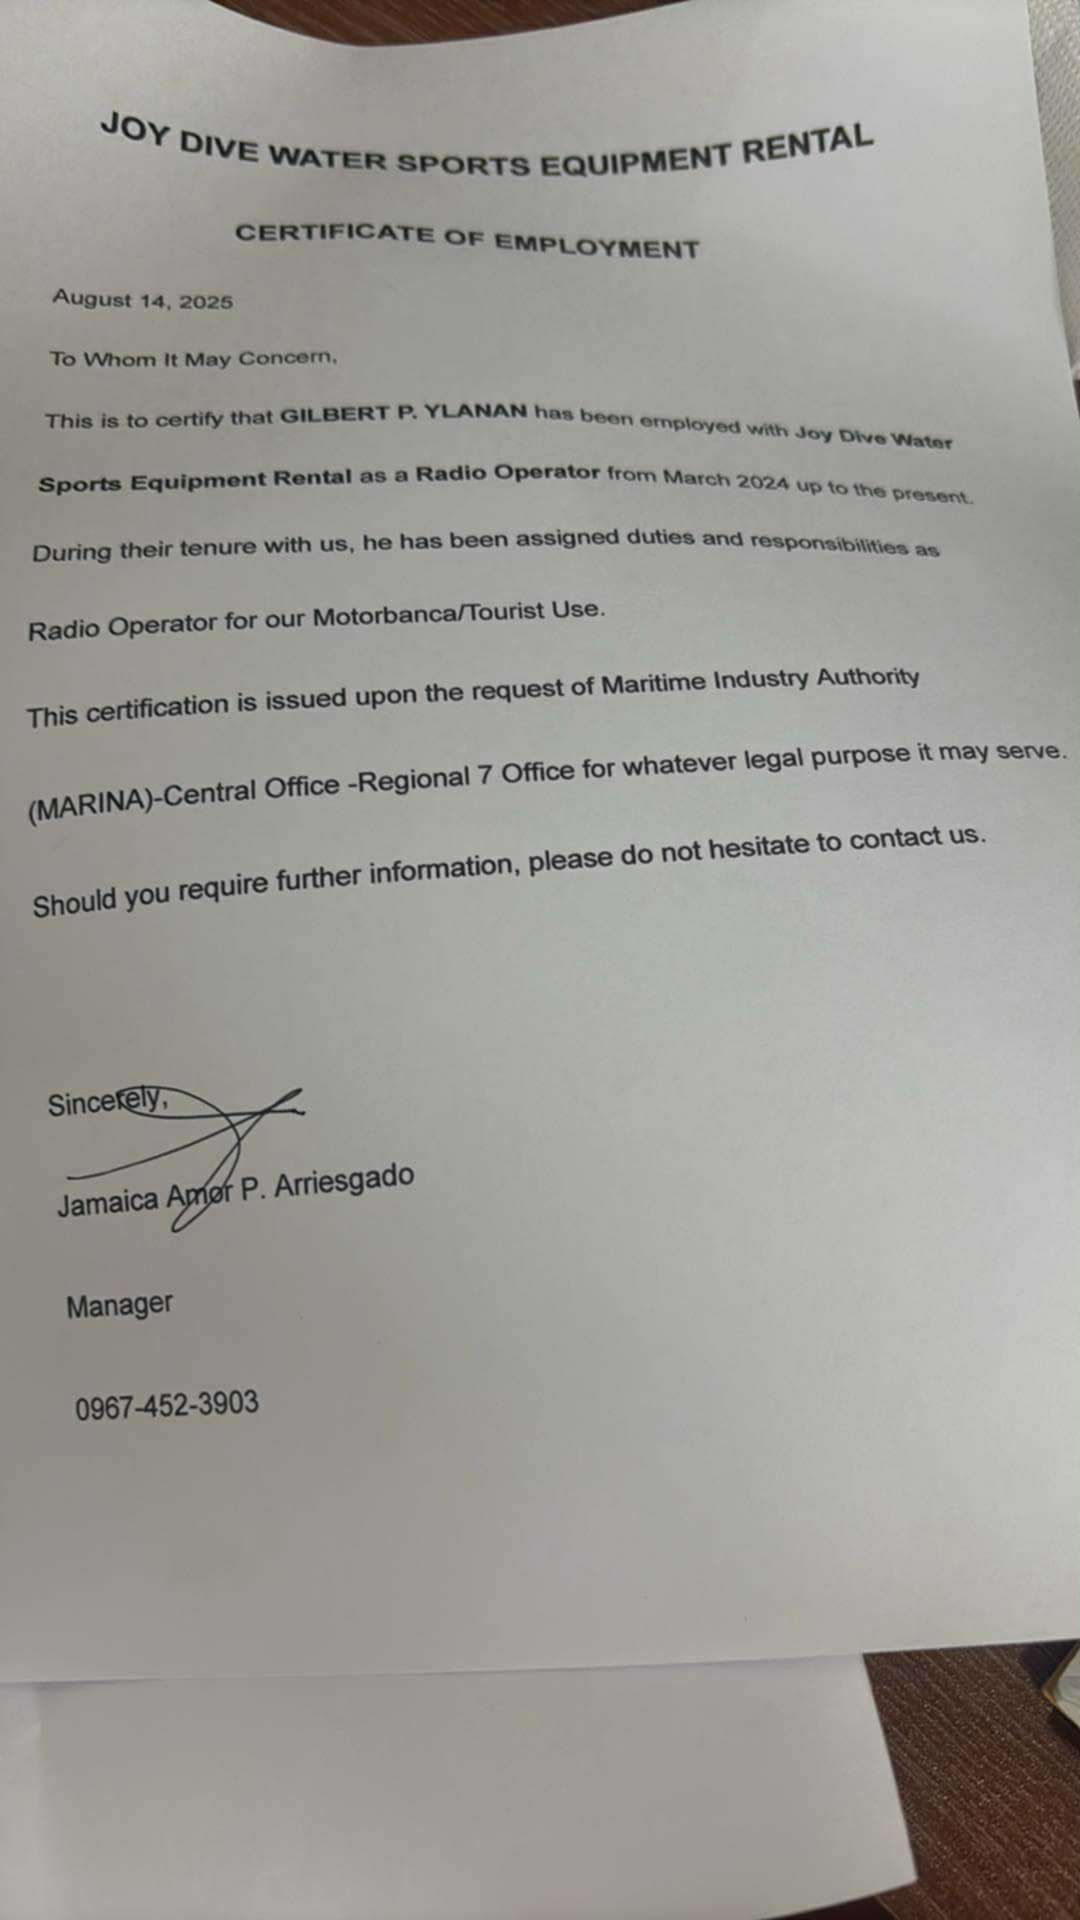 JOY DIVE WATER SPORTS EQUIPMENT RENTAL
CERTIFICATE OF EMPLOYMENT
August 14, 2025
To Whom It May Concern,
This is to certify that GILBERT P. YLANAN has been employed with Joy Dive Water
Sports Equipment Rental as a Radio Operator from March 2024 up to the present.
During their tenure with us, he has been assigned duties and responsibilities as
Radio Operator for our Motorbanca/Tourist Use.
This certification is issued upon the request of Maritime Industry Authority
(MARINA)-Central Office -Regional 7 Office for whatever legal purpose it may serve.
Should you require further information, please do not hesitate to contact us.
Sincerely,
Jamaica Amor P. Arriesgado
Manager
0967-452-3903